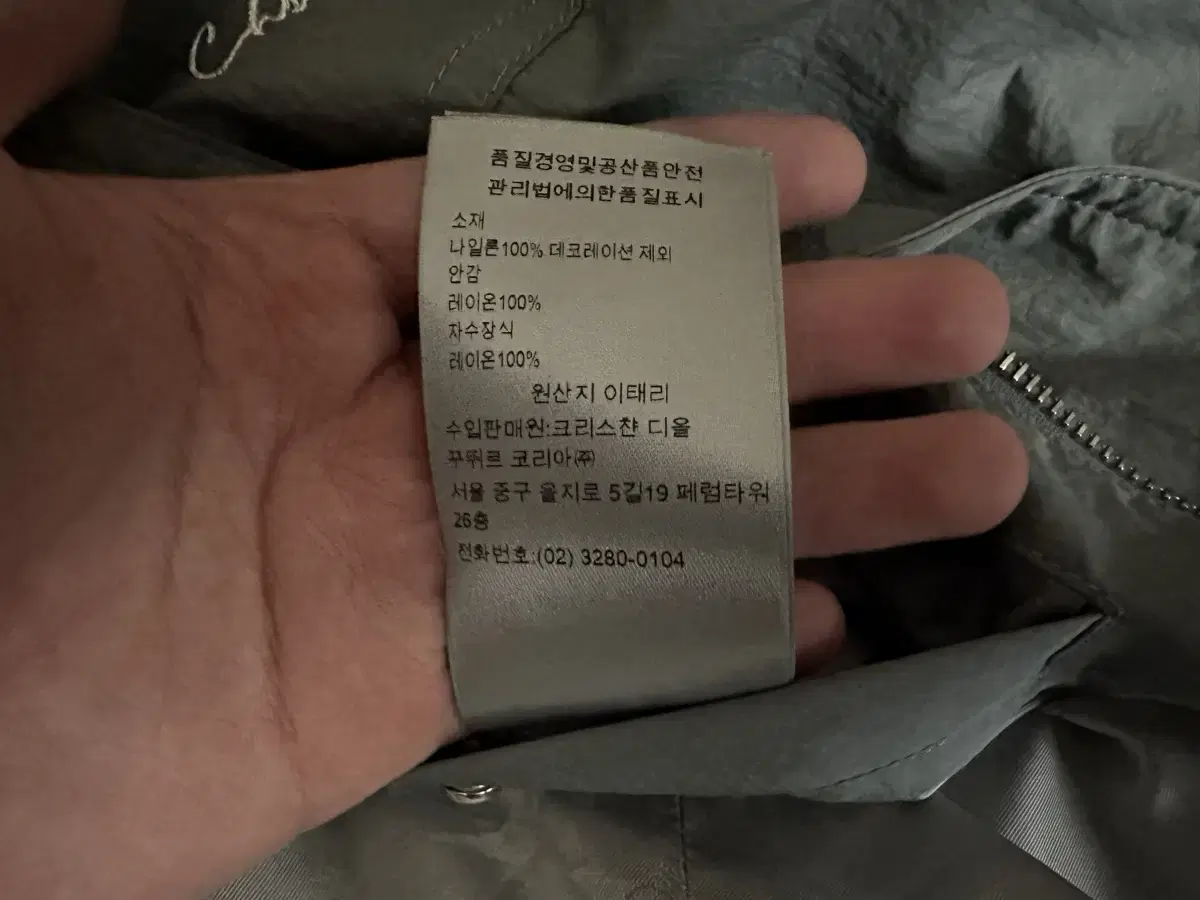 품질경영및공산품안전
관리법에의한품질표시
소재
나일론100% 데코레이션 제외
안감
레이온100%
자수장식
레이온100%
원산지 이태리
수입판매원:크리스챤 디올
꾸뛰르 코리아㈜
서울 중구 을지로 5길19 페럼타워
26층
전화번호:(02) 3280-0104